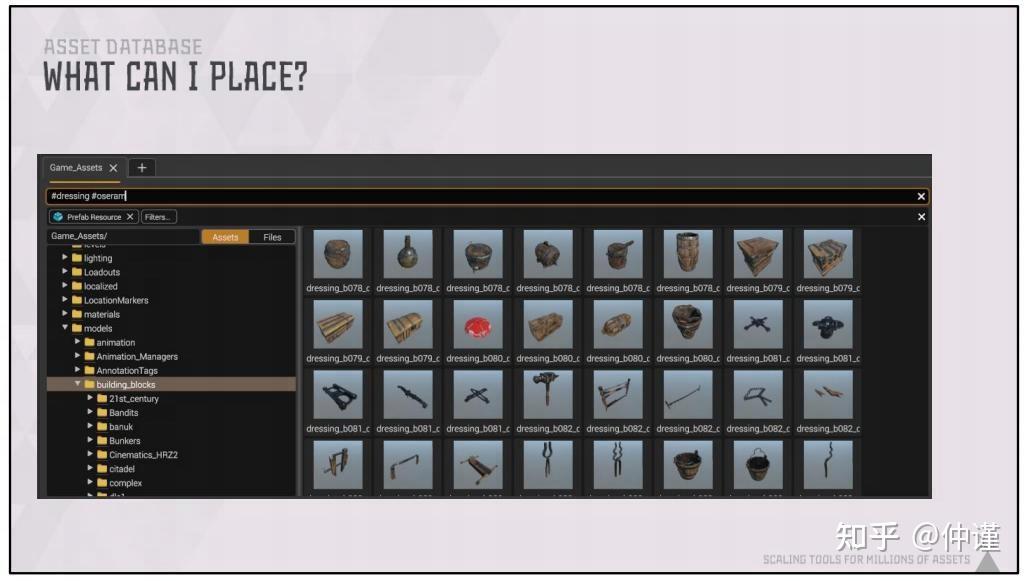 ASSET DATABASE
WHAT CAN I PLACE?
Game_Assets
#dressing #oseram
Prefab Resource Filters...
Game_Assets/ Assets Files
levels
lighting
Loadouts
localized
LocationMarkers
materials
models
animation
Animation_Managers
AnnotationTags
building_blocks
21st_century
Bandits
banuk
Bunkers
Cinematics_HRZ2
citadel
complex
dressing_b078_c dressing_b078_c dressing_b078_c dressing_b078_c dressing_b078_c dressing_b078_c dressing_b079_c dressing_b079_c
dressing_b079_c dressing_b079_c dressing_b080_c dressing_b080_c dressing_b080_c dressing_b080_c dressing_b081_c dressing_b081_c
dressing_b081_c dressing_b081_c dressing_b081_c dressing_b082_c dressing_b082_c dressing_b082_c dressing_b082_c dressing_b082_c
知乎 @仲谨
SCALING TOOLS FOR MILLIONS OF ASSETS